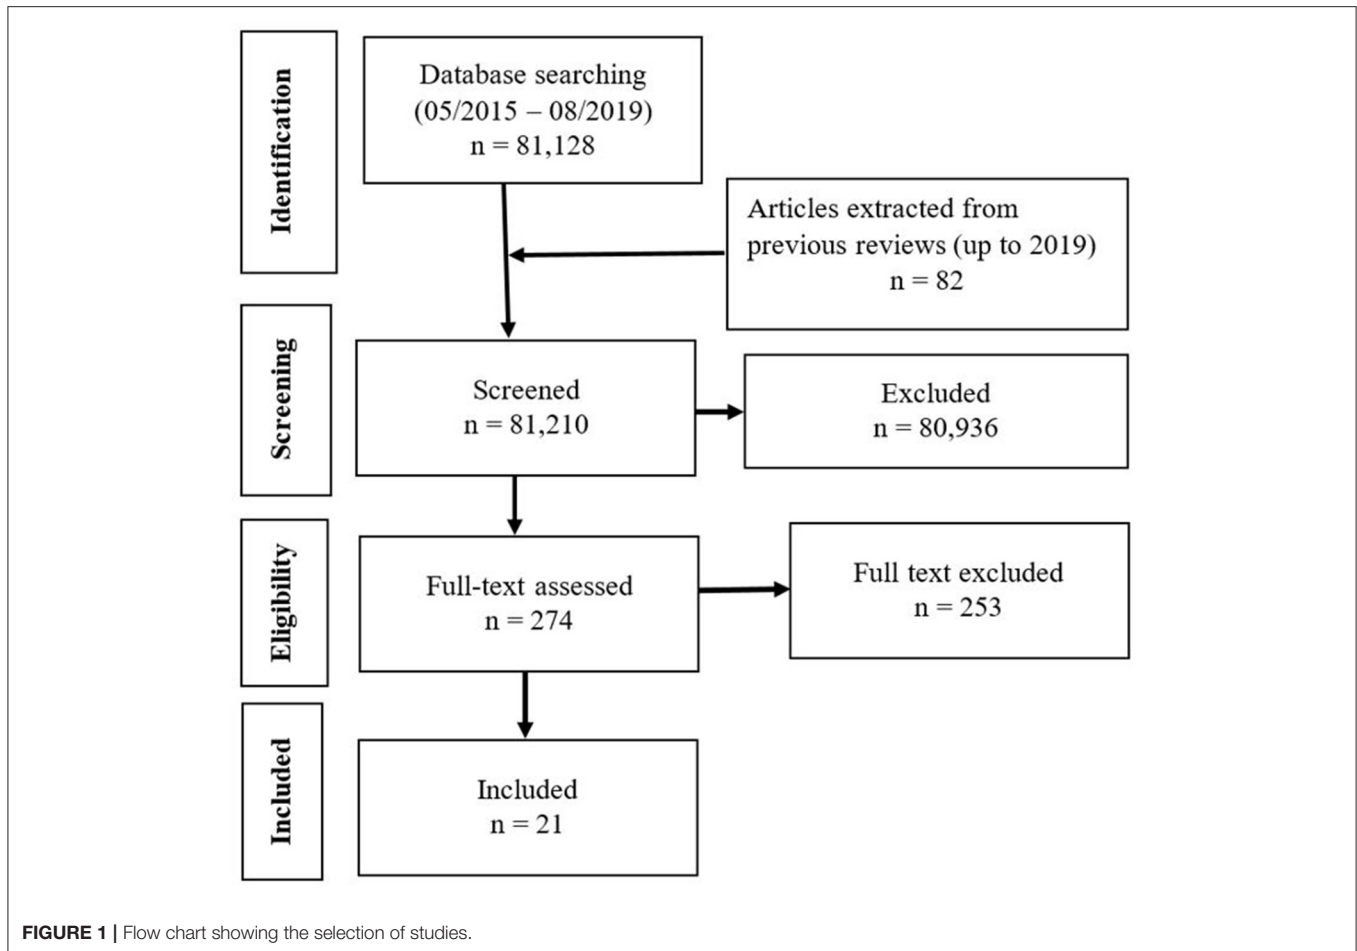 Identification
Database searching
(05/2015 – 08/2019)
n = 81,128
Articles extracted from
previous reviews (up to 2019)
n = 82
Screening
Screened
n = 81,210
Excluded
n = 80,936
Eligibility
Full-text assessed
n = 274
Full text excluded
n = 253
Included
Included
n = 21
FIGURE 1 | Flow chart showing the selection of studies.